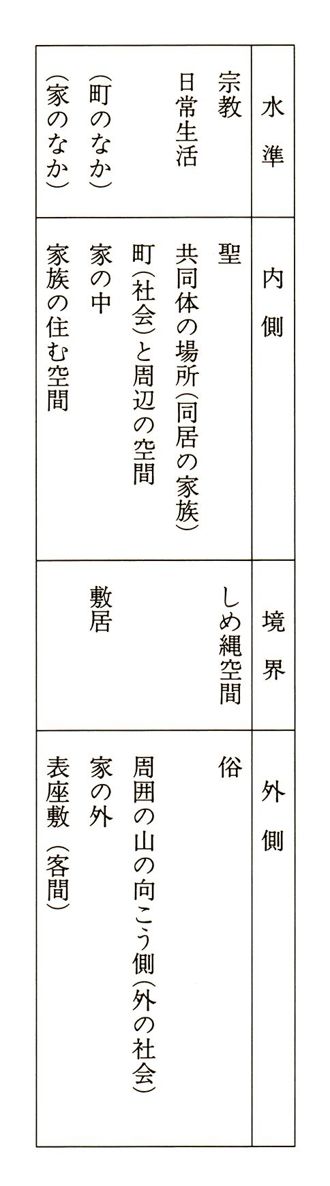 水準
内側
境界
外側
宗教
聖
しめ縄空間
俗
日常生活
共同体の場所(同居の家族)
町(社会)と周辺の空間
周囲の山の向こう側(外の社会)
(町のなか)
家の中
敷居
家の外
(家のなか)
家族の住む空間
表座敷(客間)